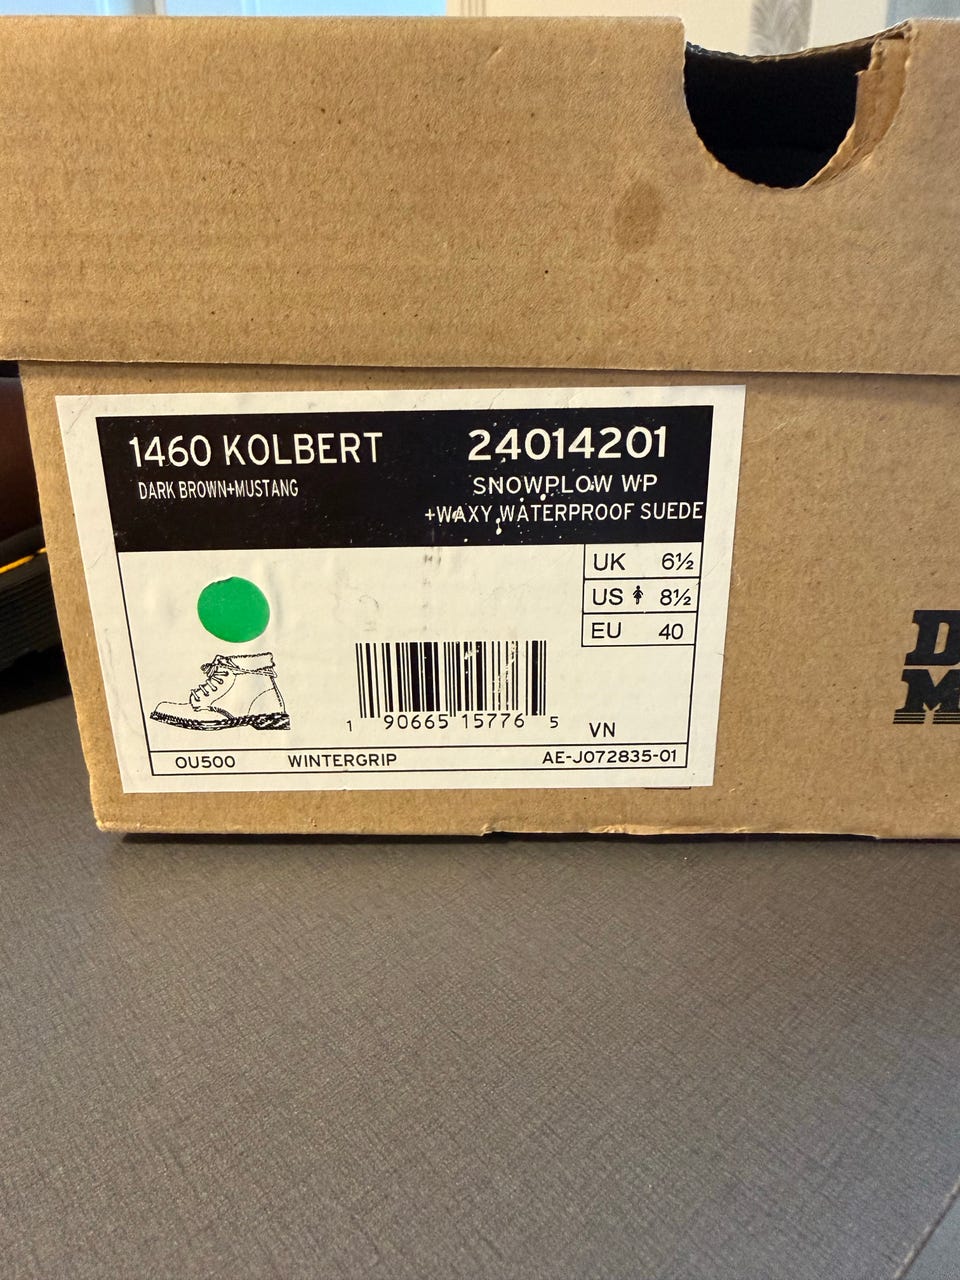 1460 KOLBERT
24014201
DARK BROWN+MUSTANG
SNOWPLOW WP
+WAXY WATERPROOF SUEDE
UK 6½
US 8½
EU 40
1 90665 15776 5
VN
OU500 WINTERGRIP AE-J072835-01
D
M